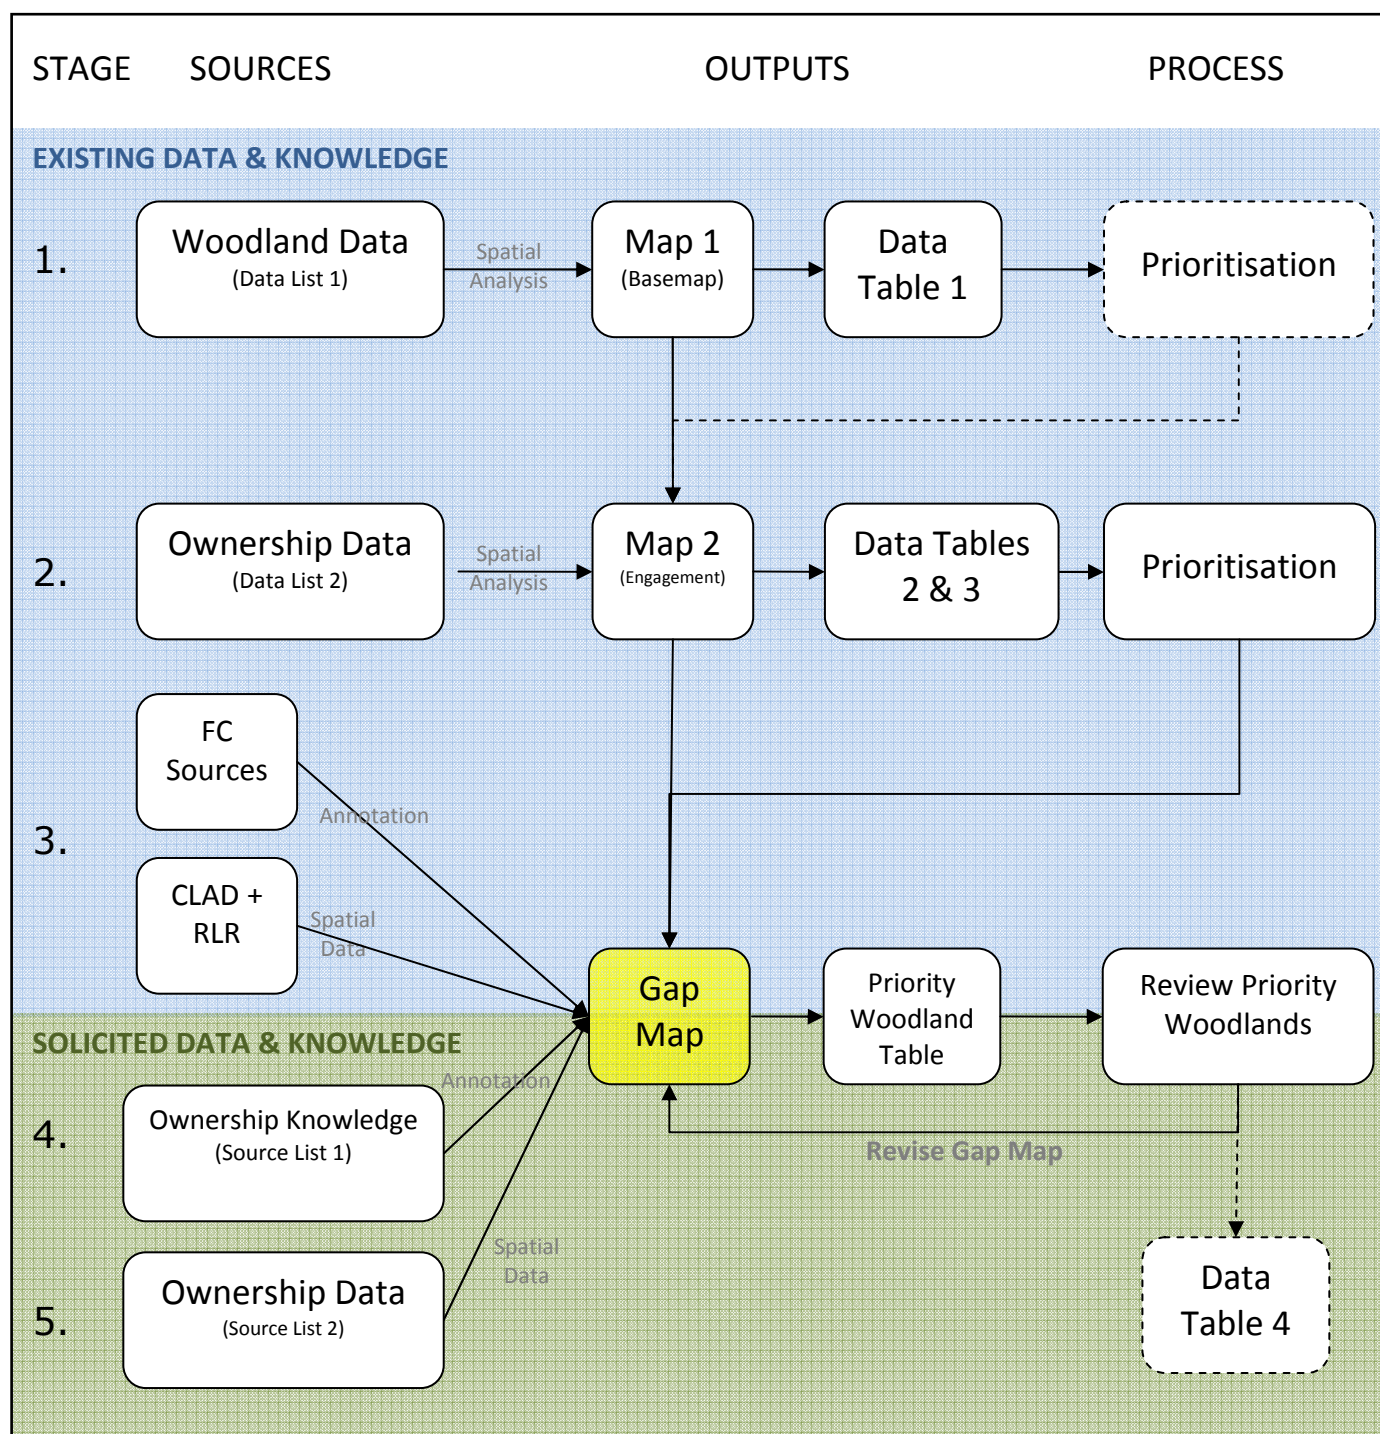 STAGE SOURCES OUTPUTS PROCESS
EXISTING DATA & KNOWLEDGE
1.
Woodland Data
(Data List 1)
Spatial
Analysis
Map 1
(Basemap)
Data
Table 1
Prioritisation
2.
Ownership Data
(Data List 2)
Spatial
Analysis
Map 2
(Engagement)
Data Tables
2 & 3
Prioritisation
3.
FC
Sources
Annotation
CLAD +
RLR
Spatial
Data
Gap
Map
Priority
Woodland
Table
Review Priority
Woodlands
SOLICITED DATA & KNOWLEDGE
Annotation
4.
Ownership Knowledge
(Source List 1)
Revise Gap Map
Spatial
Data
5.
Ownership Data
(Source List 2)
Data
Table 4